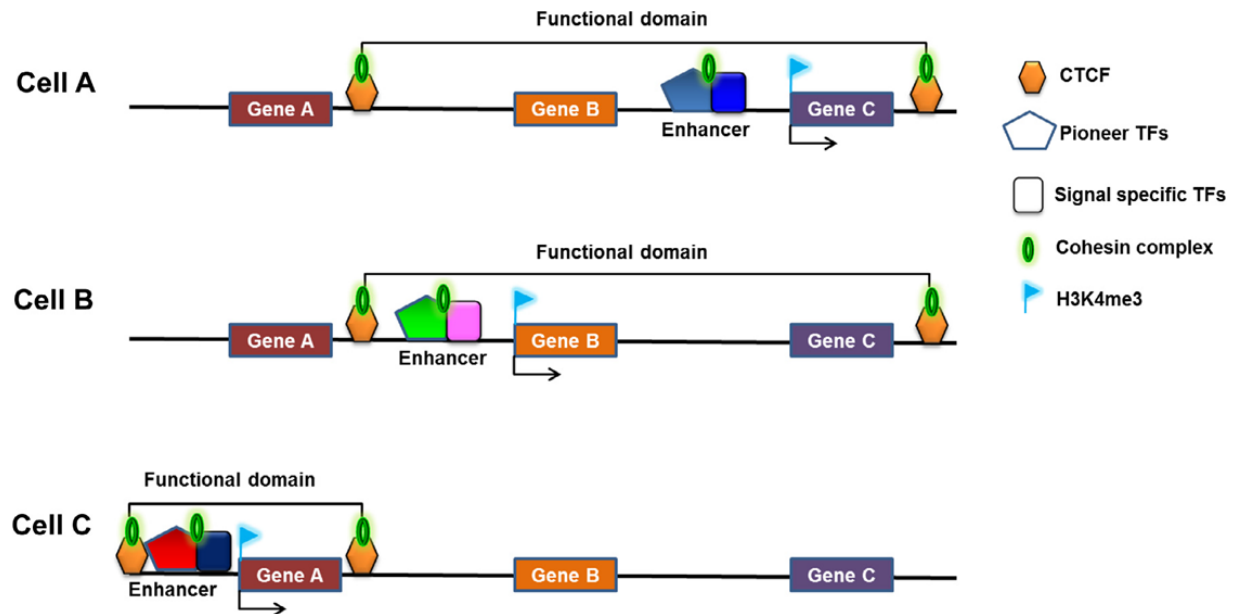 Functional domain
Cell A
Gene A
Gene B
Enhancer
Gene C
CTCF
Pioneer TFs
Signal specific TFs
Cohesin complex
H3K4me3
Functional domain
Cell B
Gene A
Enhancer
Gene B
Gene C
Functional domain
Cell C
Enhancer
Gene A
Gene B
Gene C